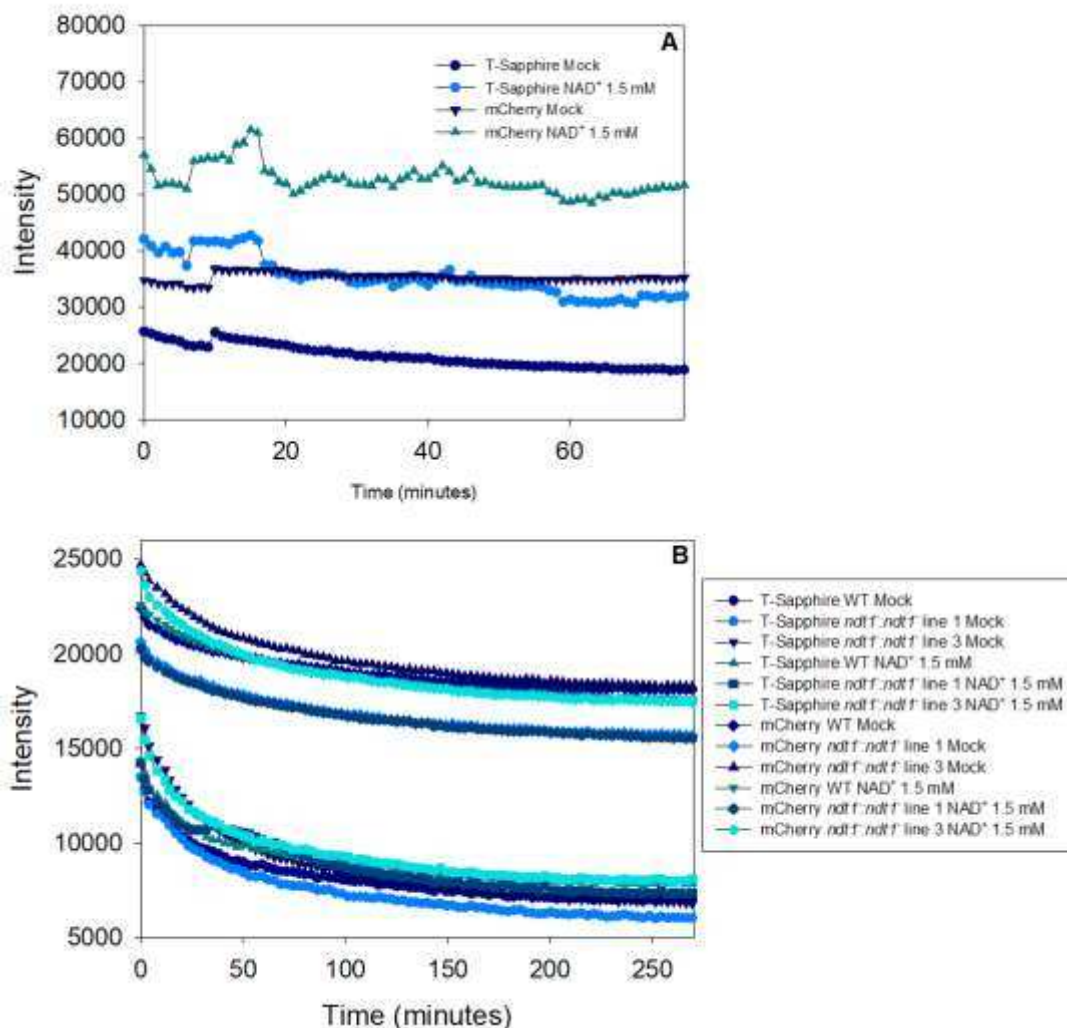 A
80000
70000
60000
50000
40000
30000
20000
10000
Intensity
T-Sapphire Mock
T-Sapphire NAD⁺ 1.5 mM
mCherry Mock
mCherry NAD⁺ 1.5 mM
0 20 40 60
Time (minutes)
B
25000
20000
15000
10000
5000
Intensity
0 50 100 150 200 250
Time (minutes)
T-Sapphire WT Mock
T-Sapphire ndt1⁻:ndt1⁻ line 1 Mock
T-Sapphire ndt1⁻:ndt1⁻ line 3 Mock
T-Sapphire WT NAD⁺ 1.5 mM
T-Sapphire ndt1⁻:ndt1⁻ line 1 NAD⁺ 1.5 mM
T-Sapphire ndt1⁻:ndt1⁻ line 3 NAD⁺ 1.5 mM
mCherry WT Mock
mCherry ndt1⁻:ndt1⁻ line 1 Mock
mCherry ndt1⁻:ndt1⁻ line 3 Mock
mCherry WT NAD⁺ 1.5 mM
mCherry ndt1⁻:ndt1⁻ line 1 NAD⁺ 1.5 mM
mCherry ndt1⁻:ndt1⁻ line 3 NAD⁺ 1.5 mM